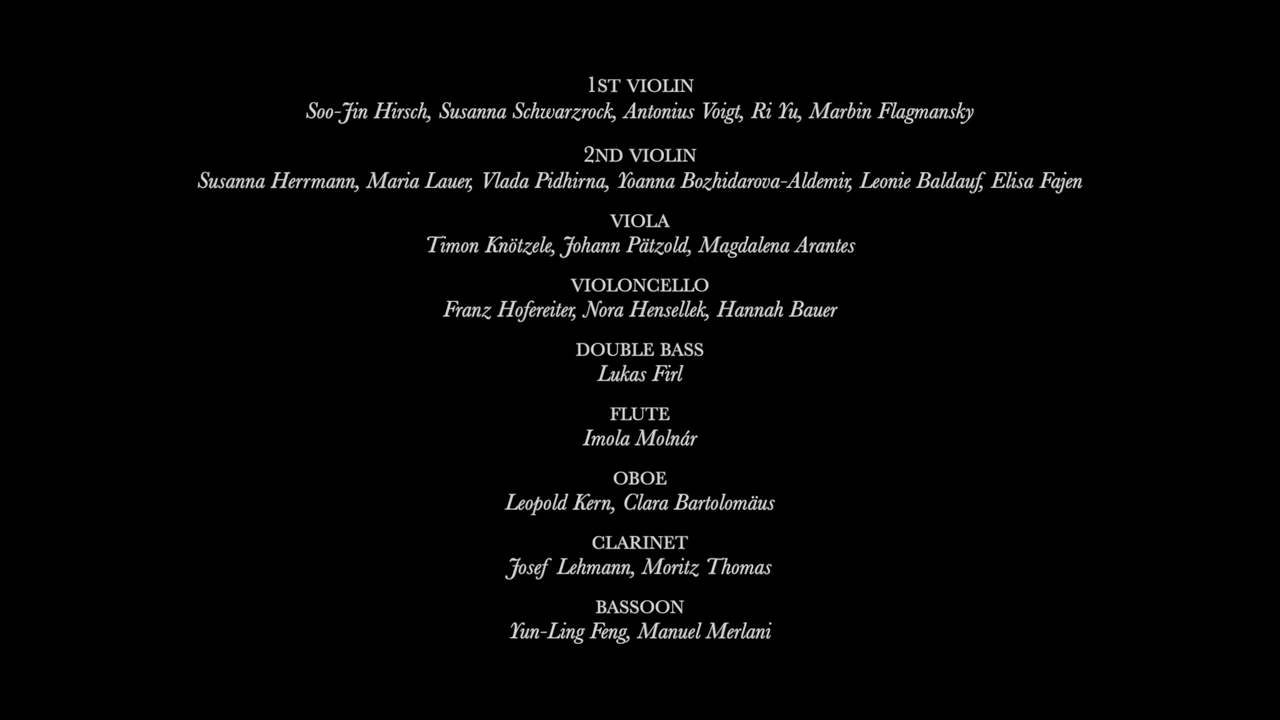 1ST VIOLIN
Soo-Jin Hirsch, Susanna Schwarzrock, Antonius Voigt, Ri Yu, Marbin Flagmansky
2ND VIOLIN
Susanna Herrmann, Maria Lauer, Vlada Pidhirna, Yoanna Bozhidarova-Aldemir, Leonie Baldauf, Elisa Fajen
VIOLA
Timon Knötzele, Johann Pätzold, Magdalena Arantes
VIOLONCELLO
Franz Hofereiter, Nora Hensellek, Hannah Bauer
DOUBLE BASS
Lukas Firl
FLUTE
Imola Molnár
OBOE
Leopold Kern, Clara Bartolomäus
CLARINET
Josef Lehmann, Moritz Thomas
BASSOON
Yun-Ling Feng, Manuel Merlani